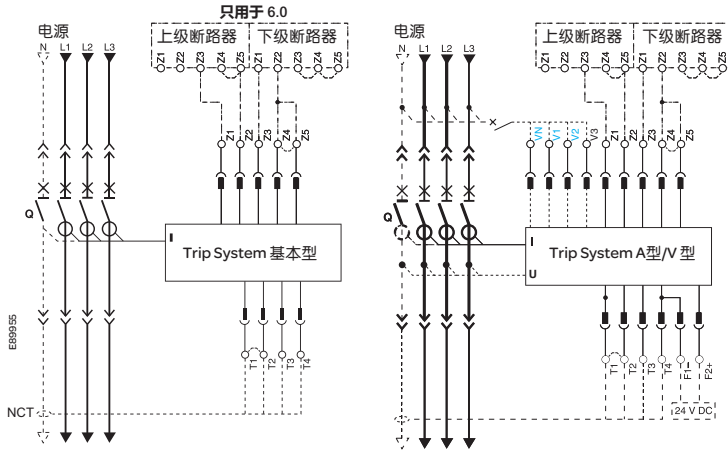 只用于 6.0
电源
N L1 L2 L3
上级断路器 下级断路器
Z1 Z2 Z3 Z4 Z5 Z1 Z2 Z3 Z4 Z5
Z1 Z2 Z3 Z4 Z5
Q
I
Trip System 基本型
E89955
T1 T2 T3 T4
NCT
电源
N L1 L2 L3
上级断路器 下级断路器
Z1 Z2 Z3 Z4 Z5 Z1 Z2 Z3 Z4 Z5
VN V1 V2 V3 Z1 Z2 Z3 Z4 Z5
Q
I
Trip System A型/V 型
U
T1 T2 T3 T4 F1- F2+
24 V DC